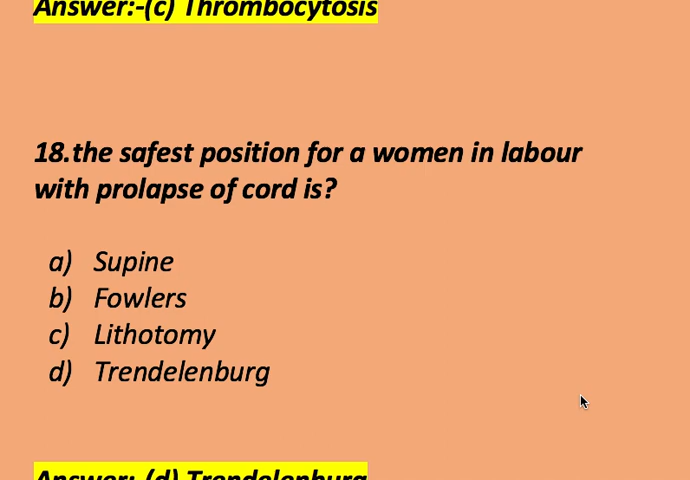 Answer:-(c) Thrombocytosis
18.the safest position for a women in labour
with prolapse of cord is?
a) Supine
b) Fowlers
c) Lithotomy
d) Trendelenburg
Answer:-(d) Trendelenburg